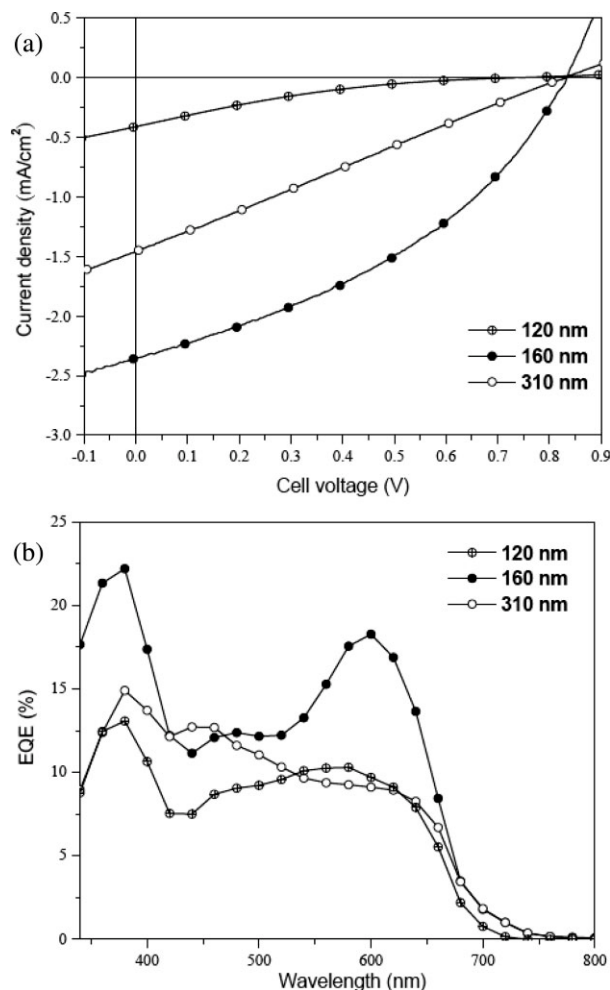 (a)
0.5
0.0
-0.5
-1.0
-1.5
-2.0
-2.5
-3.0
Current density (mA/cm²)
120 nm
160 nm
310 nm
-0.1 0.0 0.1 0.2 0.3 0.4 0.5 0.6 0.7 0.8 0.9
Cell voltage (V)
(b)
25
20
15
10
5
0
EQE (%)
120 nm
160 nm
310 nm
400 500 600 700 800
Wavelength (nm)